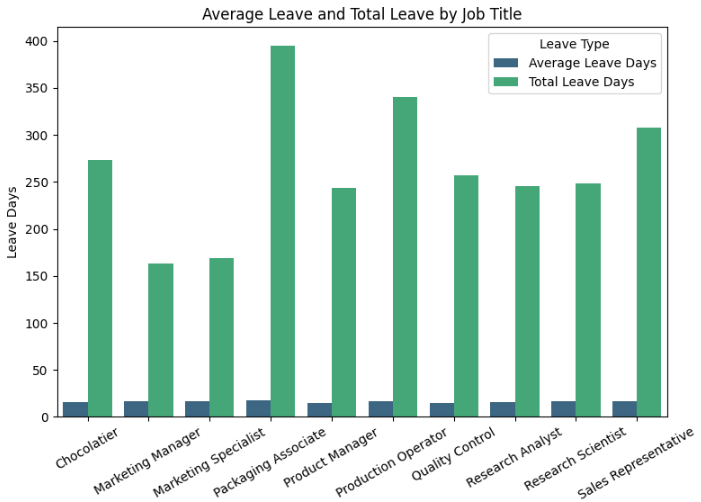 Average Leave and Total Leave by Job Title
Leave Type
Average Leave Days
Total Leave Days
Leave Days
400
350
300
250
200
150
100
50
0
Chocolatier
Marketing Manager
Marketing Specialist
Packaging Associate
Product Manager
Production Operator
Quality Control
Research Analyst
Research Scientist
Sales Representative